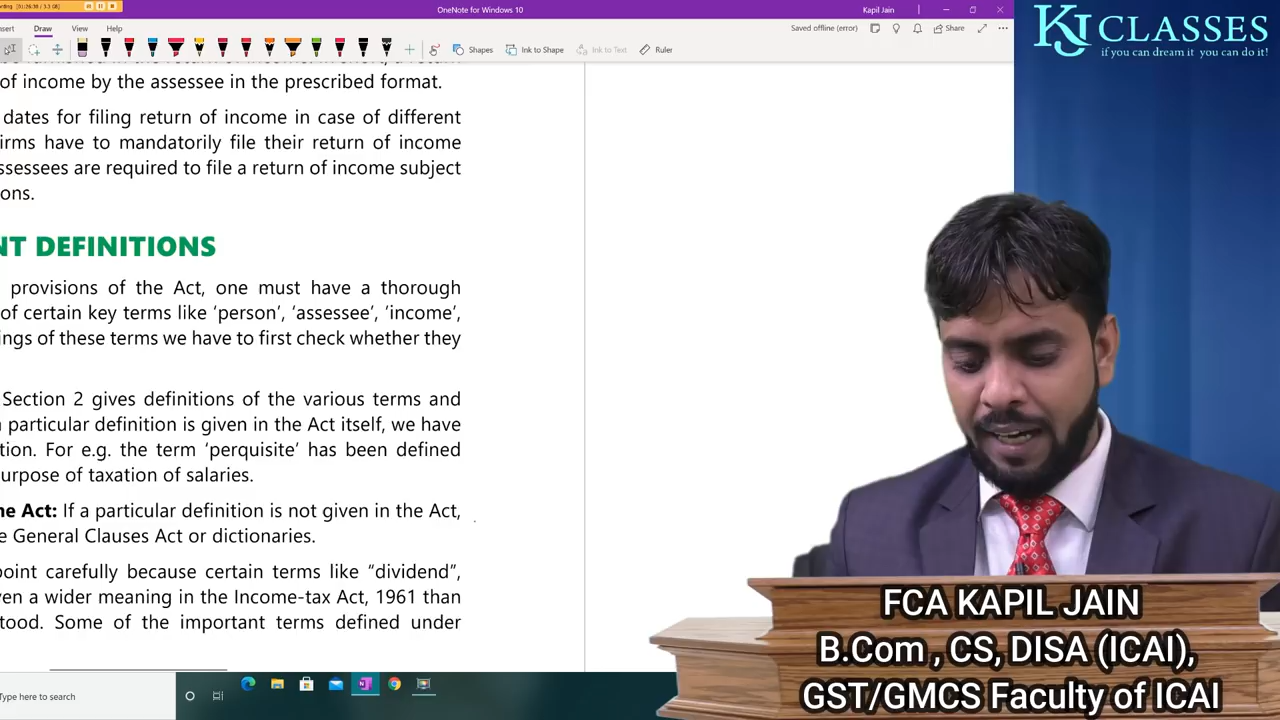 OneNote for Windows 10
Kapil Jain
Draw
View
Help
Saved offline (error)
Share
Shapes
Ink to Shape
Ink to Text
Ruler
of income by the assessee in the prescribed format.
dates for filing return of income in case of different
irms have to mandatorily file their return of income
ssessees are required to file a return of income subject
ons.
NT DEFINITIONS
provisions of the Act, one must have a thorough
of certain key terms like ‘person’, ‘assessee’, ‘income’,
ings of these terms we have to first check whether they
Section 2 gives definitions of the various terms and
particular definition is given in the Act itself, we have
tion. For e.g. the term ‘perquisite’ has been defined
urpose of taxation of salaries.
he Act: If a particular definition is not given in the Act,
e General Clauses Act or dictionaries.
point carefully because certain terms like “dividend”,
ven a wider meaning in the Income-tax Act, 1961 than
tood. Some of the important terms defined under
Type here to search
KJ CLASSES
if you can dream it you can do it!
FCA KAPIL JAIN
B.Com , CS, DISA (ICAI),
GST/GMCS Faculty of ICAI